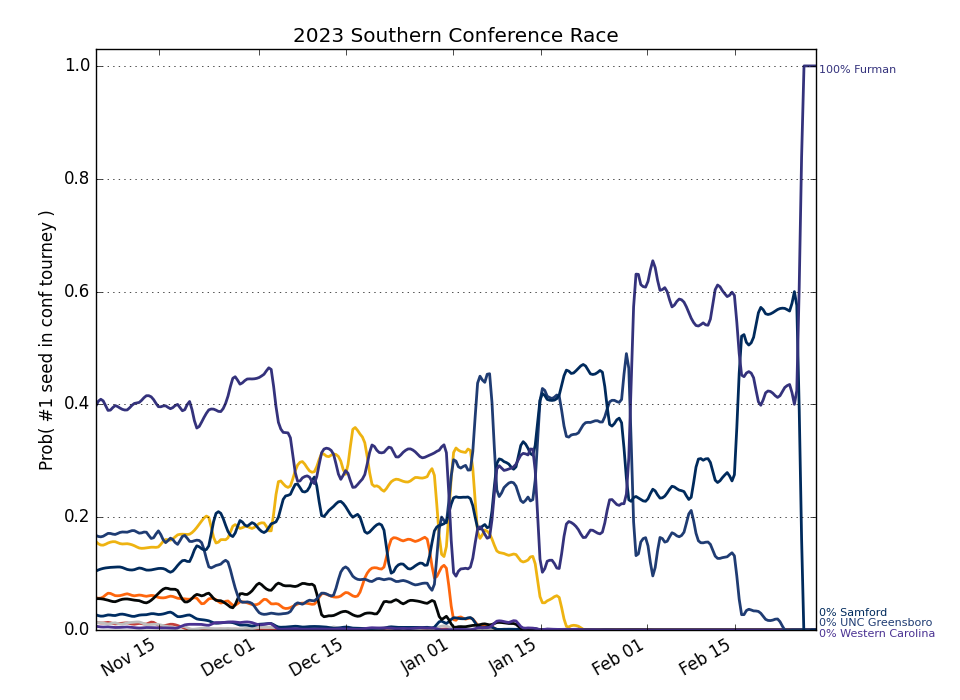 2023 Southern Conference Race
Prob( #1 seed in conf tourney )
1.0
0.8
0.6
0.4
0.2
0.0
100% Furman
0% Samford
0% UNC Greensboro
0% Western Carolina
Nov 15
Dec 01
Dec 15
Jan 01
Jan 15
Feb 01
Feb 15